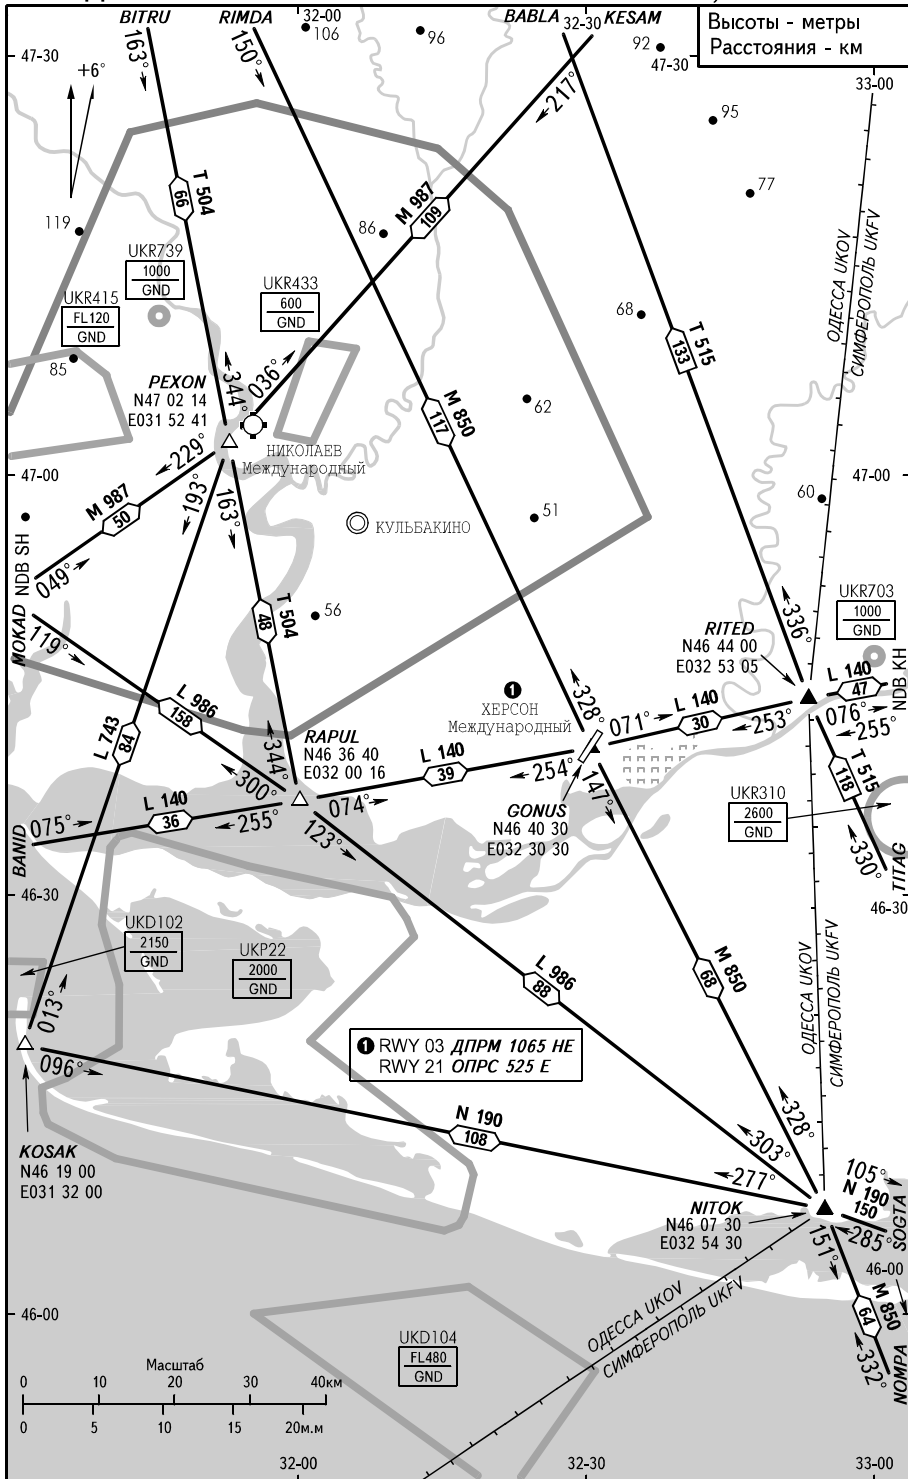 BITRU
RIMDA
32-00
BABLA
32-30
KESAM
Высоты - метры
Расстояния - км
47-30
163°
150°
106
96
92
47-30
33-00
+6°
217°
95
T 504
66
M 987
109
77
119
86
UKR739
1000
GND
UKR433
600
GND
UKR415
FL120
GND
68
ОДЕССА UKOV
СИМФЕРОПОЛЬ UKFV
T 515
133
85
PEXON
N47 02 14
E031 52 41
344°
036°
M 850
117
62
229°
НИКОЛАЕВ
Международный
47-00
193°
163°
47-00
M 987
50
51
КУЛЬБАКИНО
60
NDB SH
049°
T 504
48
56
336°
UKR703
1000
GND
MOKAD
119°
RITED
N46 44 00
E032 53 05
L 986
158
1
ХЕРСОН
Международный
328°
071°
L 140
30
253°
L 140
47
NDB KH
076°
255°
L 743
84
344°
RAPUL
N46 36 40
E032 00 16
L 140
39
254°
300°
074°
147°
GONUS
N46 40 30
E032 30 30
T 515
118
UKR310
2600
GND
BANID
075°
L 140
36
255°
123°
330°
TITAG
46-30
46-30
UKD102
2150
GND
UKP22
2000
GND
L 986
88
M 850
68
ОДЕССА UKOV
СИМФЕРОПОЛЬ UKFV
013°
1 RWY 03 ДПРМ 1065 НЕ
RWY 21 ОПРС 525 Е
096°
N 190
108
328°
303°
KOSAK
N46 19 00
E031 32 00
277°
105°
N 190
150
SOGTA
NITOK
N46 07 30
E032 54 30
151°
285°
46-00
46-00
M 850
64
ОДЕССА UKOV
СИМФЕРОПОЛЬ UKFV
UKD104
FL480
GND
332°
NOMPA
Масштаб
0 10 20 30 40км
0 5 10 15 20м.м
32-00
32-30
33-00